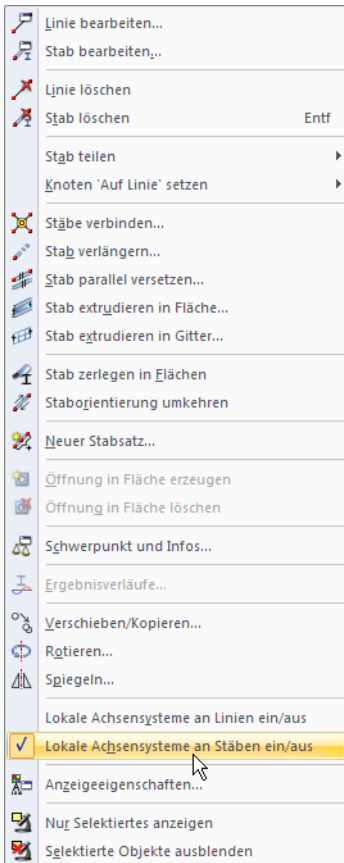 Linie bearbeiten...
Stab bearbeiten...
Linie löschen
Stab löschen Entf
Stab teilen
Knoten 'Auf Linie' setzen
Stäbe verbinden...
Stab verlängern...
Stab parallel versetzen...
Stab extrudieren in Fläche...
Stab extrudieren in Gitter...
Stab zerlegen in Flächen
Staborientierung umkehren
Neuer Stabsatz...
Öffnung in Fläche erzeugen
Öffnung in Fläche löschen
Schwerpunkt und Infos...
Ergebnisverläufe...
Verschieben/Kopieren...
Rotieren...
Spiegeln...
Lokale Achsensysteme an Linien ein/aus
Lokale Achsensysteme an Stäben ein/aus
Anzeigeeigenschaften...
Nur Selektiertes anzeigen
Selektierte Objekte ausblenden